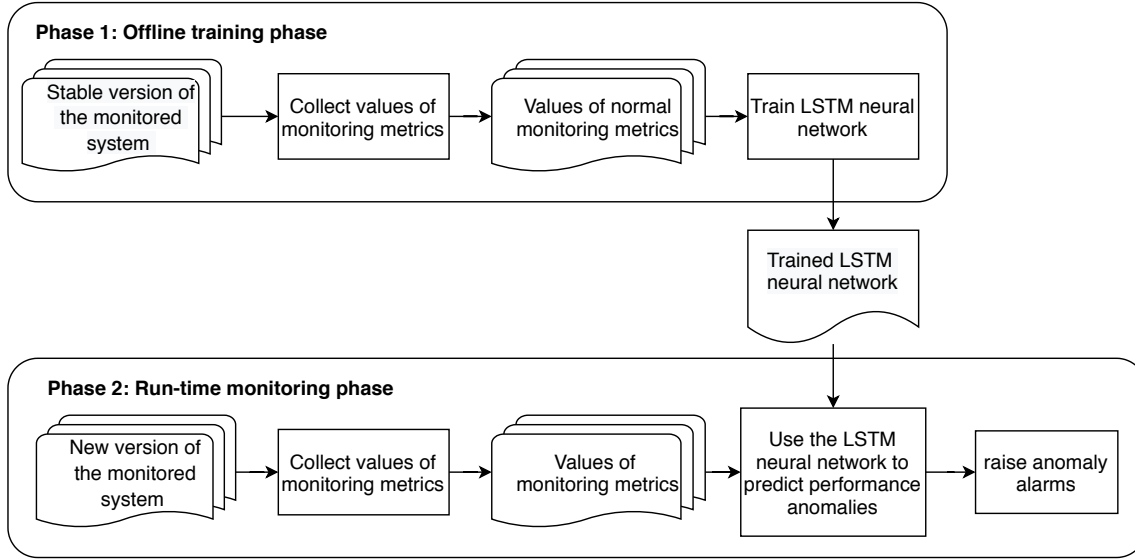 Phase 1: Offline training phase
Stable version of
the monitored
system
Collect values of
monitoring metrics
Values of normal
monitoring metrics
Train LSTM neural
network
Trained LSTM
neural network
Phase 2: Run-time monitoring phase
New version of
the monitored
system
Collect values of
monitoring metrics
Values of
monitoring metrics
Use the LSTM
neural network to
predict performance
anomalies
raise anomaly
alarms